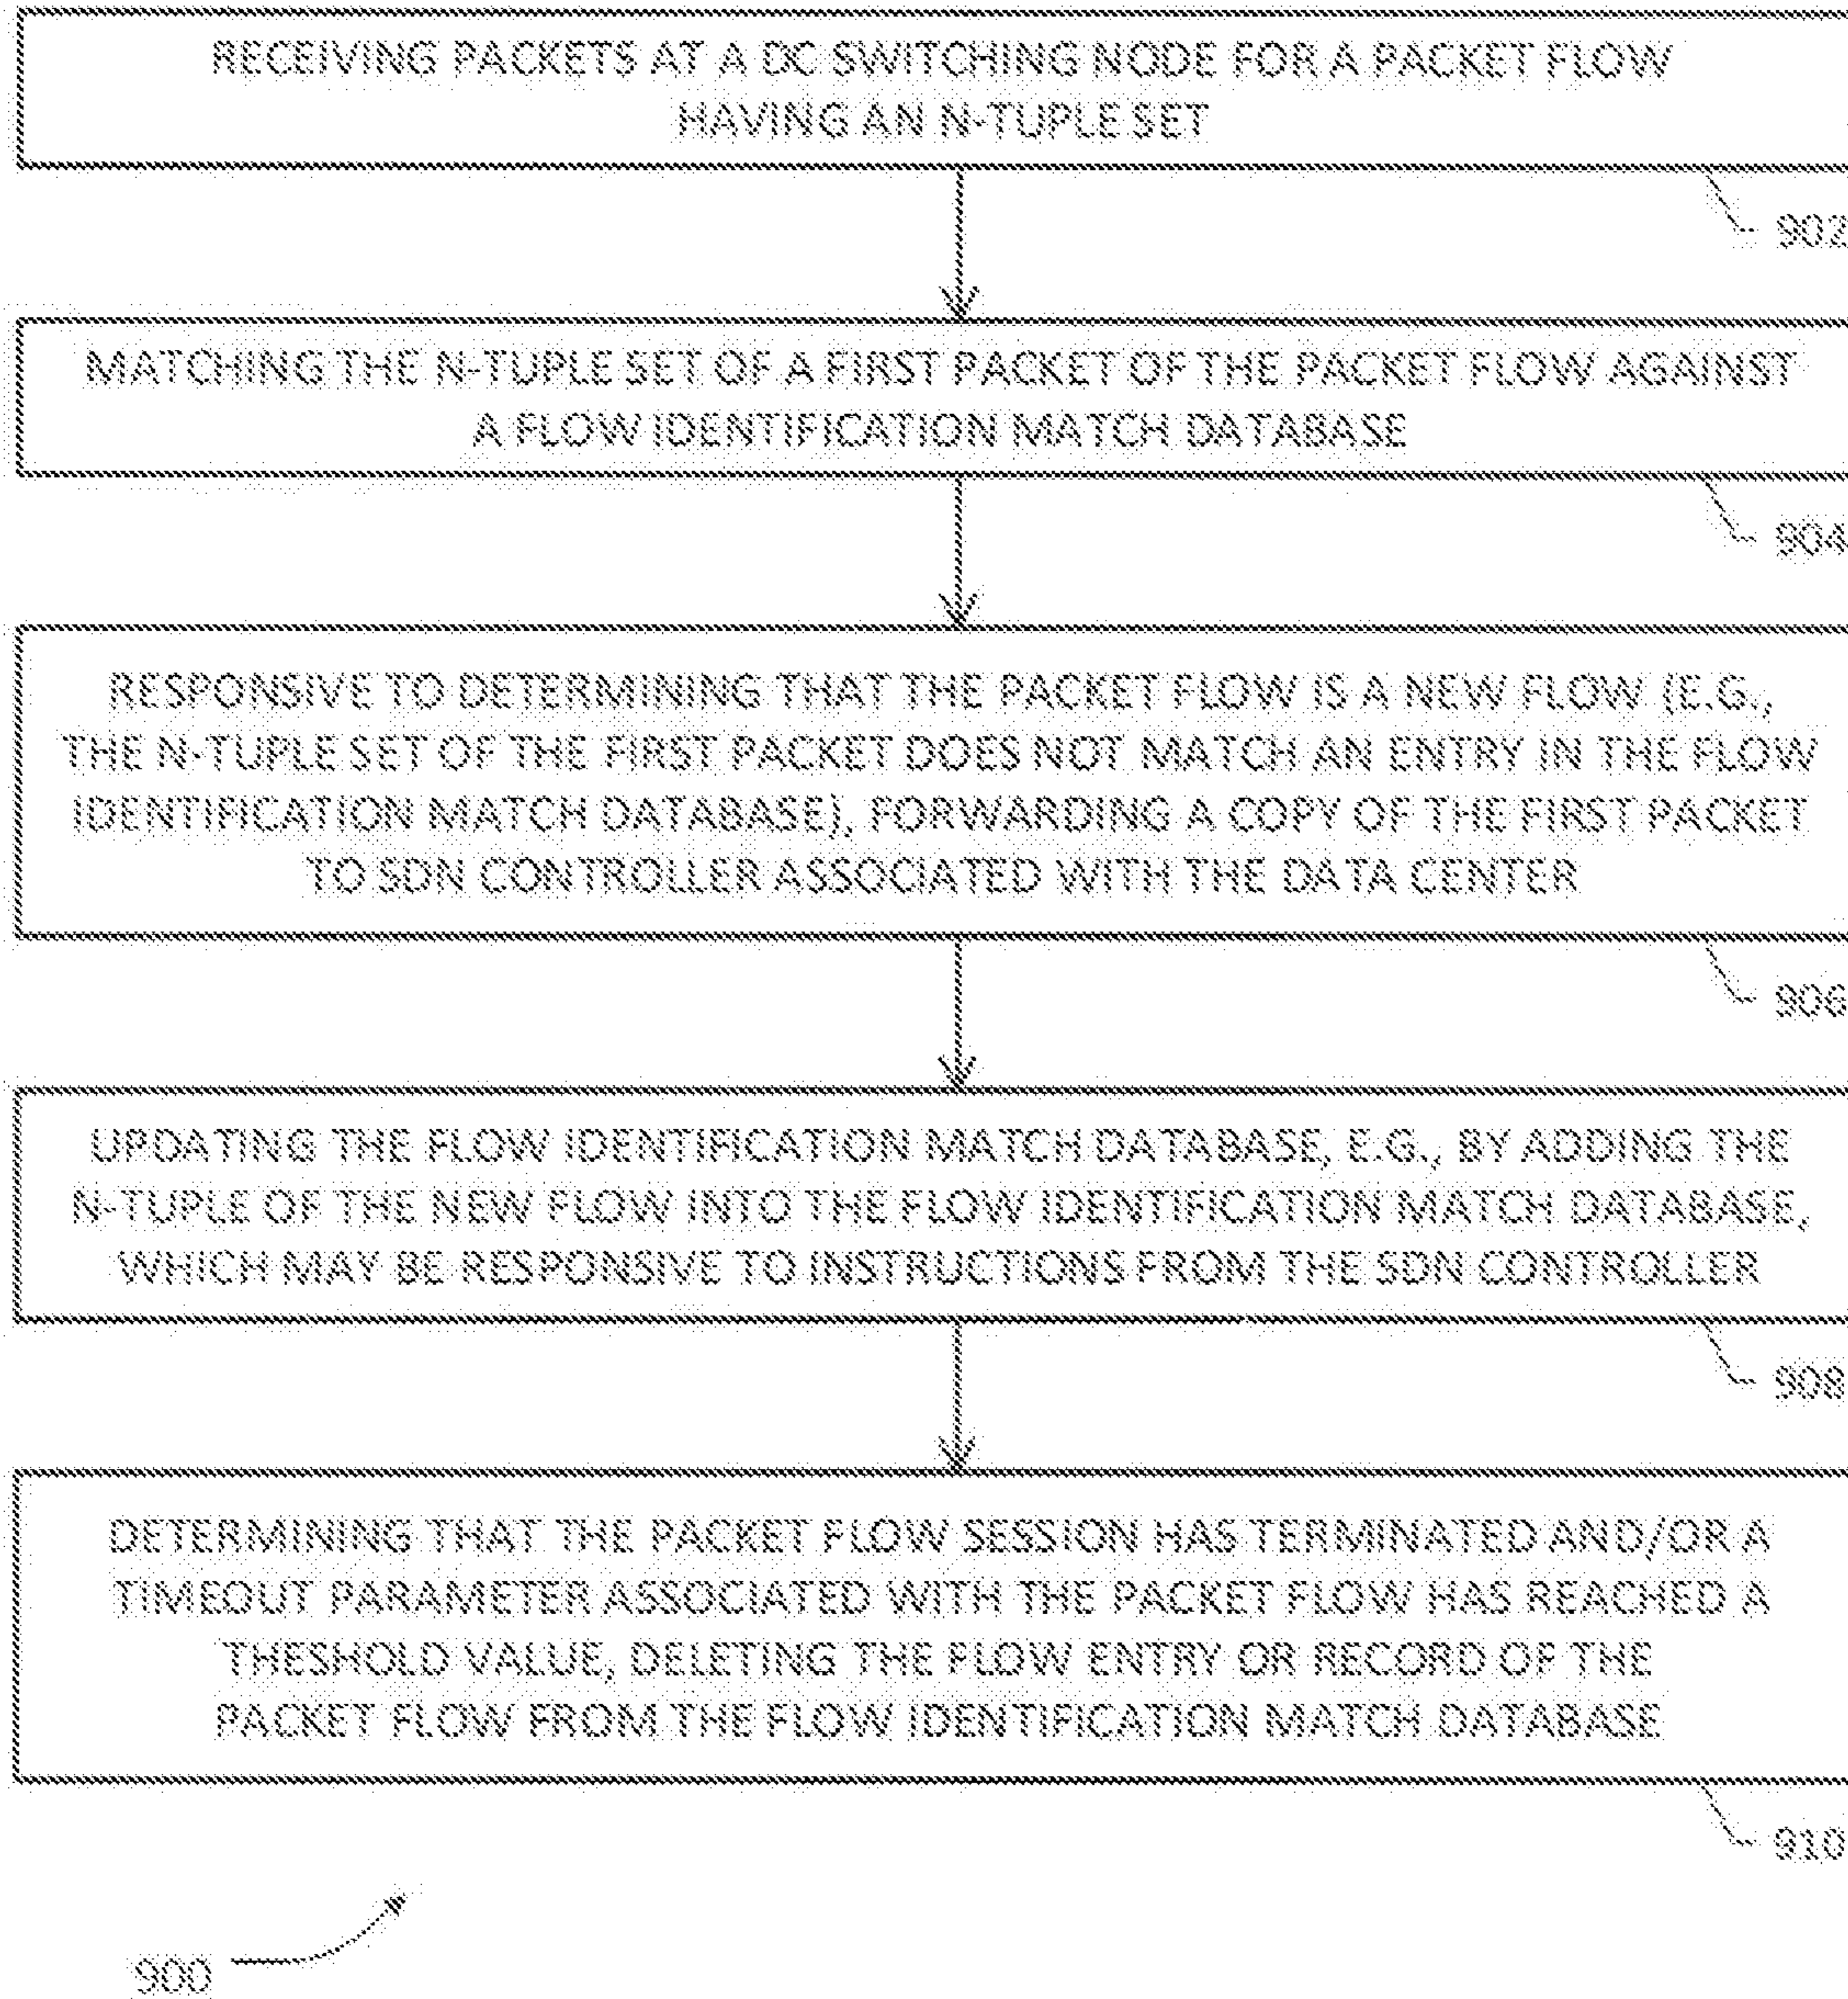 RECEIVING PACKETS AT A DC SWITCHING NODE FOR A PACKET FLOW
HAVING AN N-TUPLE SET
902
MATCHING THE N-TUPLE SET OF A FIRST PACKET OF THE PACKET FLOW AGAINST
A FLOW IDENTIFICATION MATCH DATABASE
904
RESPONSIVE TO DETERMINING THAT THE PACKET FLOW IS A NEW FLOW (E.G.,
THE N-TUPLE SET OF THE FIRST PACKET DOES NOT MATCH AN ENTRY IN THE FLOW
IDENTIFICATION MATCH DATABASE), FORWARDING A COPY OF THE FIRST PACKET
TO SDN CONTROLLER ASSOCIATED WITH THE DATA CENTER
906
UPDATING THE FLOW IDENTIFICATION MATCH DATABASE, E.G., BY ADDING THE
N-TUPLE OF THE NEW FLOW INTO THE FLOW IDENTIFICATION MATCH DATABASE,
WHICH MAY BE RESPONSIVE TO INSTRUCTIONS FROM THE SDN CONTROLLER
908
DETERMINING THAT THE PACKET FLOW SESSION HAS TERMINATED AND/OR A
TIMEOUT PARAMETER ASSOCIATED WITH THE PACKET FLOW HAS REACHED A
THESHOLD VALUE, DELETING THE FLOW ENTRY OR RECORD OF THE
PACKET FLOW FROM THE FLOW IDENTIFICATION MATCH DATABASE
910
900